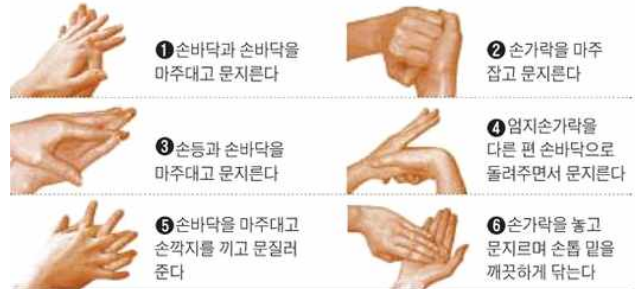 ❶손바닥과 손바닥을
마주대고 문지른다
❷ 손가락을 마주
잡고 문지른다
❸손등과 손바닥을
마주대고 문지른다
❹엄지손가락을
다른 편 손바닥으로
돌려주면서 문지른다
❺손바닥을 마주대고
손깍지를 끼고 문질러
준다
❻손가락을 놓고
문지르며 손톱 밑을
깨끗하게 닦는다